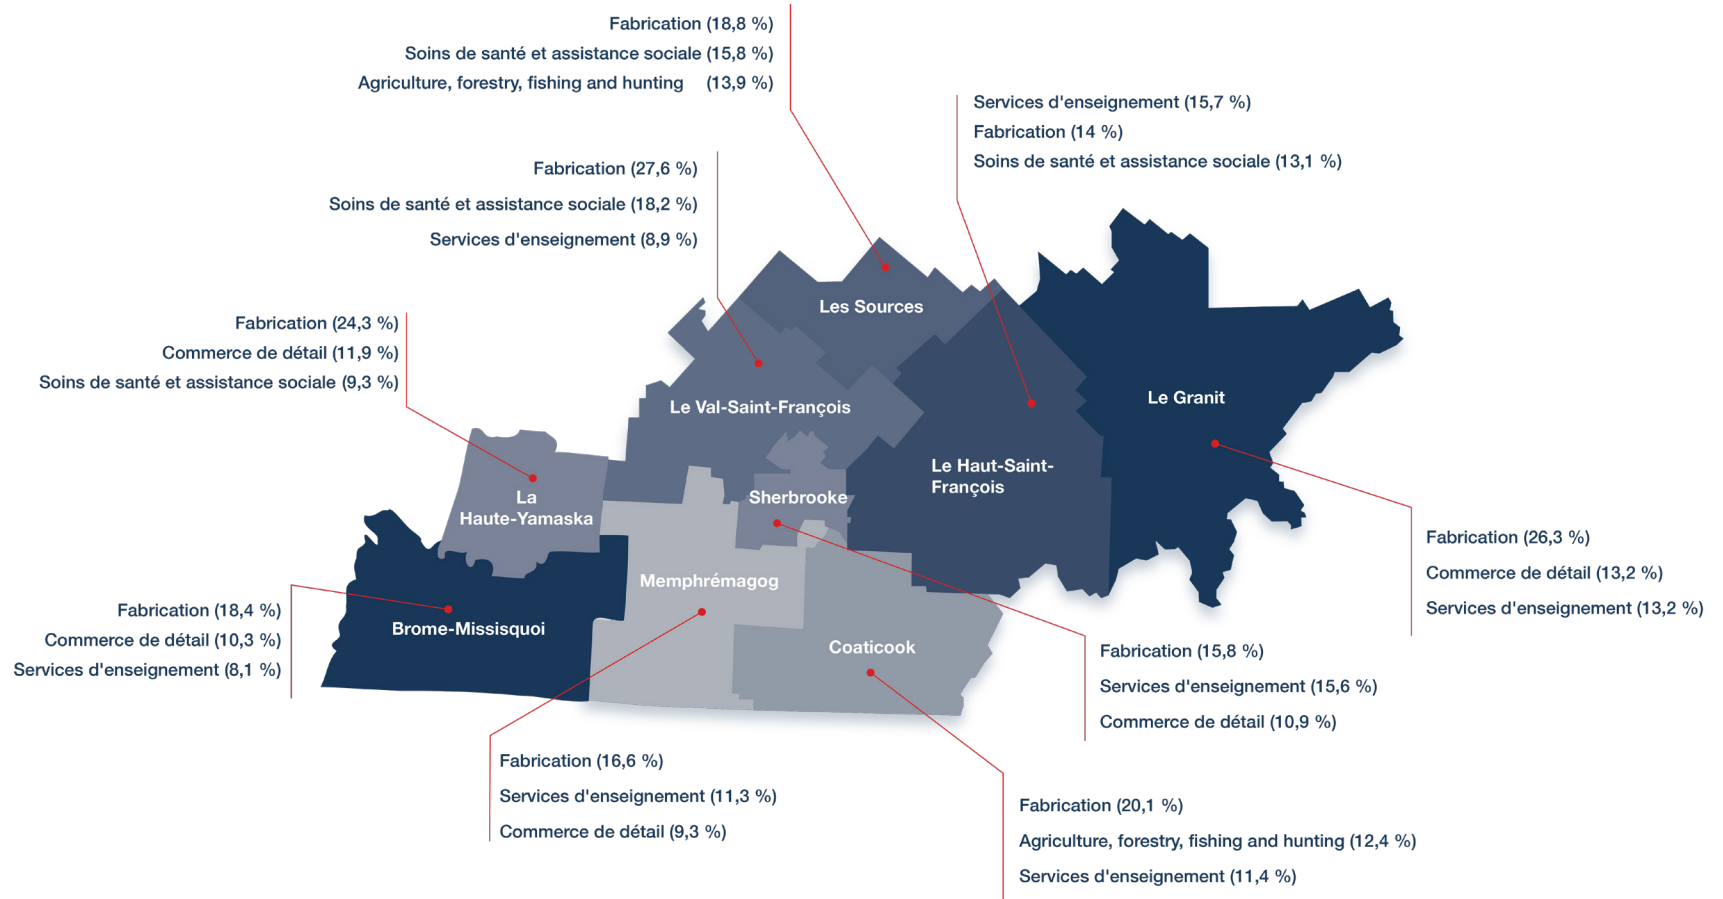 Fabrication (18,8 %)
Soins de santé et assistance sociale (15,8 %)
Agriculture, forestry, fishing and hunting (13,9 %)
Services d'enseignement (15,7 %)
Fabrication (14 %)
Soins de santé et assistance sociale (13,1 %)
Fabrication (27,6 %)
Soins de santé et assistance sociale (18,2 %)
Services d'enseignement (8,9 %)
Fabrication (24,3 %)
Commerce de détail (11,9 %)
Soins de santé et assistance sociale (9,3 %)
Les Sources
Le Granit
Le Val-Saint-François
Le Haut-Saint-
François
Sherbrooke
La
Haute-Yamaska
Memphrémagog
Brome-Missisquoi
Coaticook
Fabrication (26,3 %)
Commerce de détail (13,2 %)
Services d'enseignement (13,2 %)
Fabrication (18,4 %)
Commerce de détail (10,3 %)
Services d'enseignement (8,1 %)
Fabrication (15,8 %)
Services d'enseignement (15,6 %)
Commerce de détail (10,9 %)
Fabrication (16,6 %)
Services d'enseignement (11,3 %)
Commerce de détail (9,3 %)
Fabrication (20,1 %)
Agriculture, forestry, fishing and hunting (12,4 %)
Services d'enseignement (11,4 %)